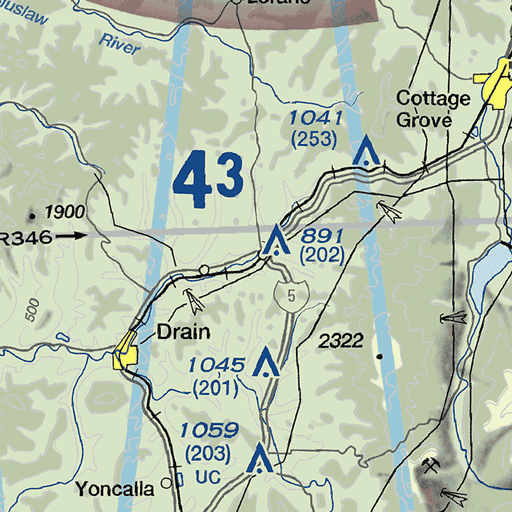 River
Cottage
Grove
1041
(253)
43
1900
R346
891
(202)
5
500
Drain
2322
1045
(201)
1059
(203)
UC
Yoncalla